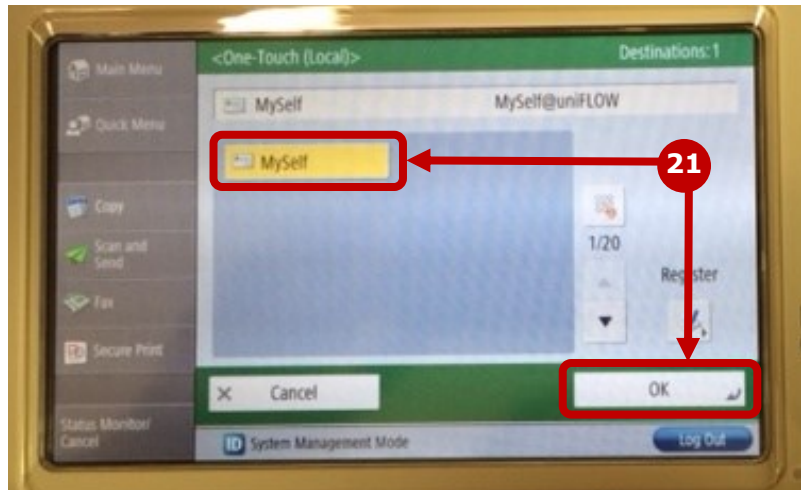 Main Menu
Quick Menu
Copy
Scan and
Send
Fax
Secure Print
Status Monitor/
Cancel
<One-Touch (Local)>
Destinations:1
MySelf
MySelf@uniFLOW
MySelf
21
1/20
Register
Cancel
OK
ID System Management Mode
Log Out